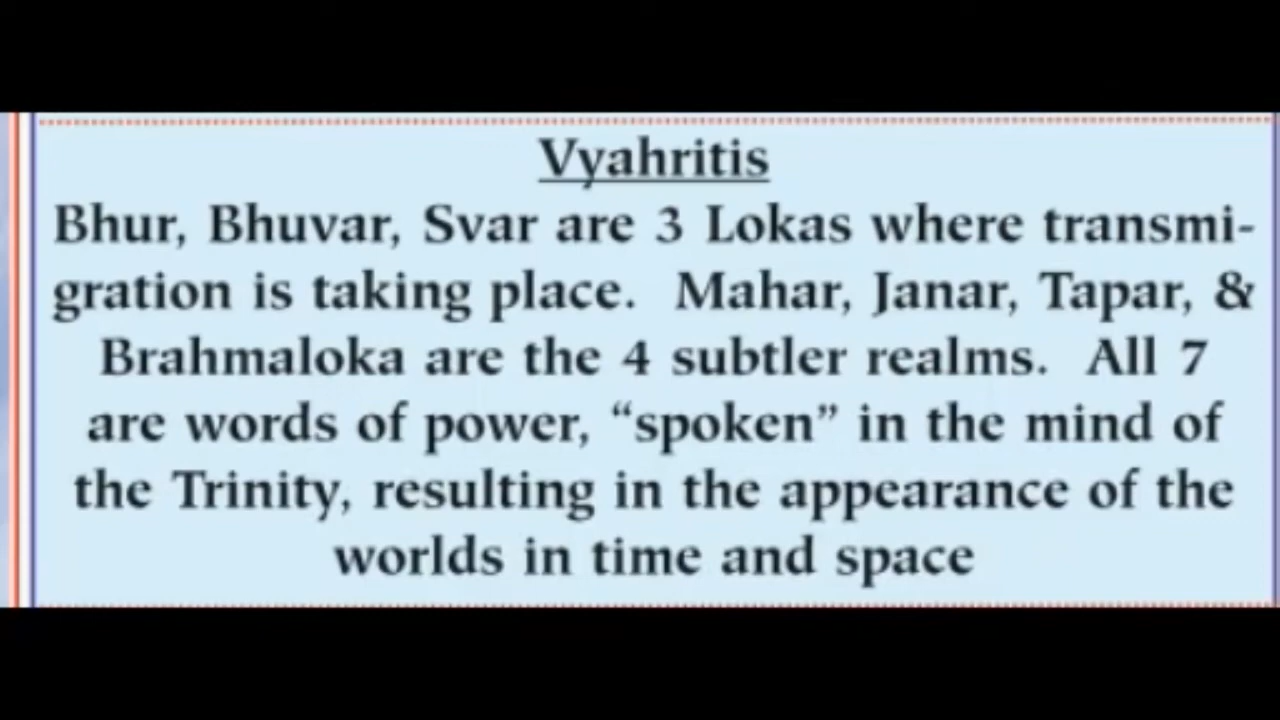 Vyahritis
Bhur, Bhuvar, Svar are 3 Lokas where transmi-
gration is taking place. Mahar, Janar, Tapar, &
Brahmaloka are the 4 subtler realms. All 7
are words of power, “spoken” in the mind of
the Trinity, resulting in the appearance of the
worlds in time and space